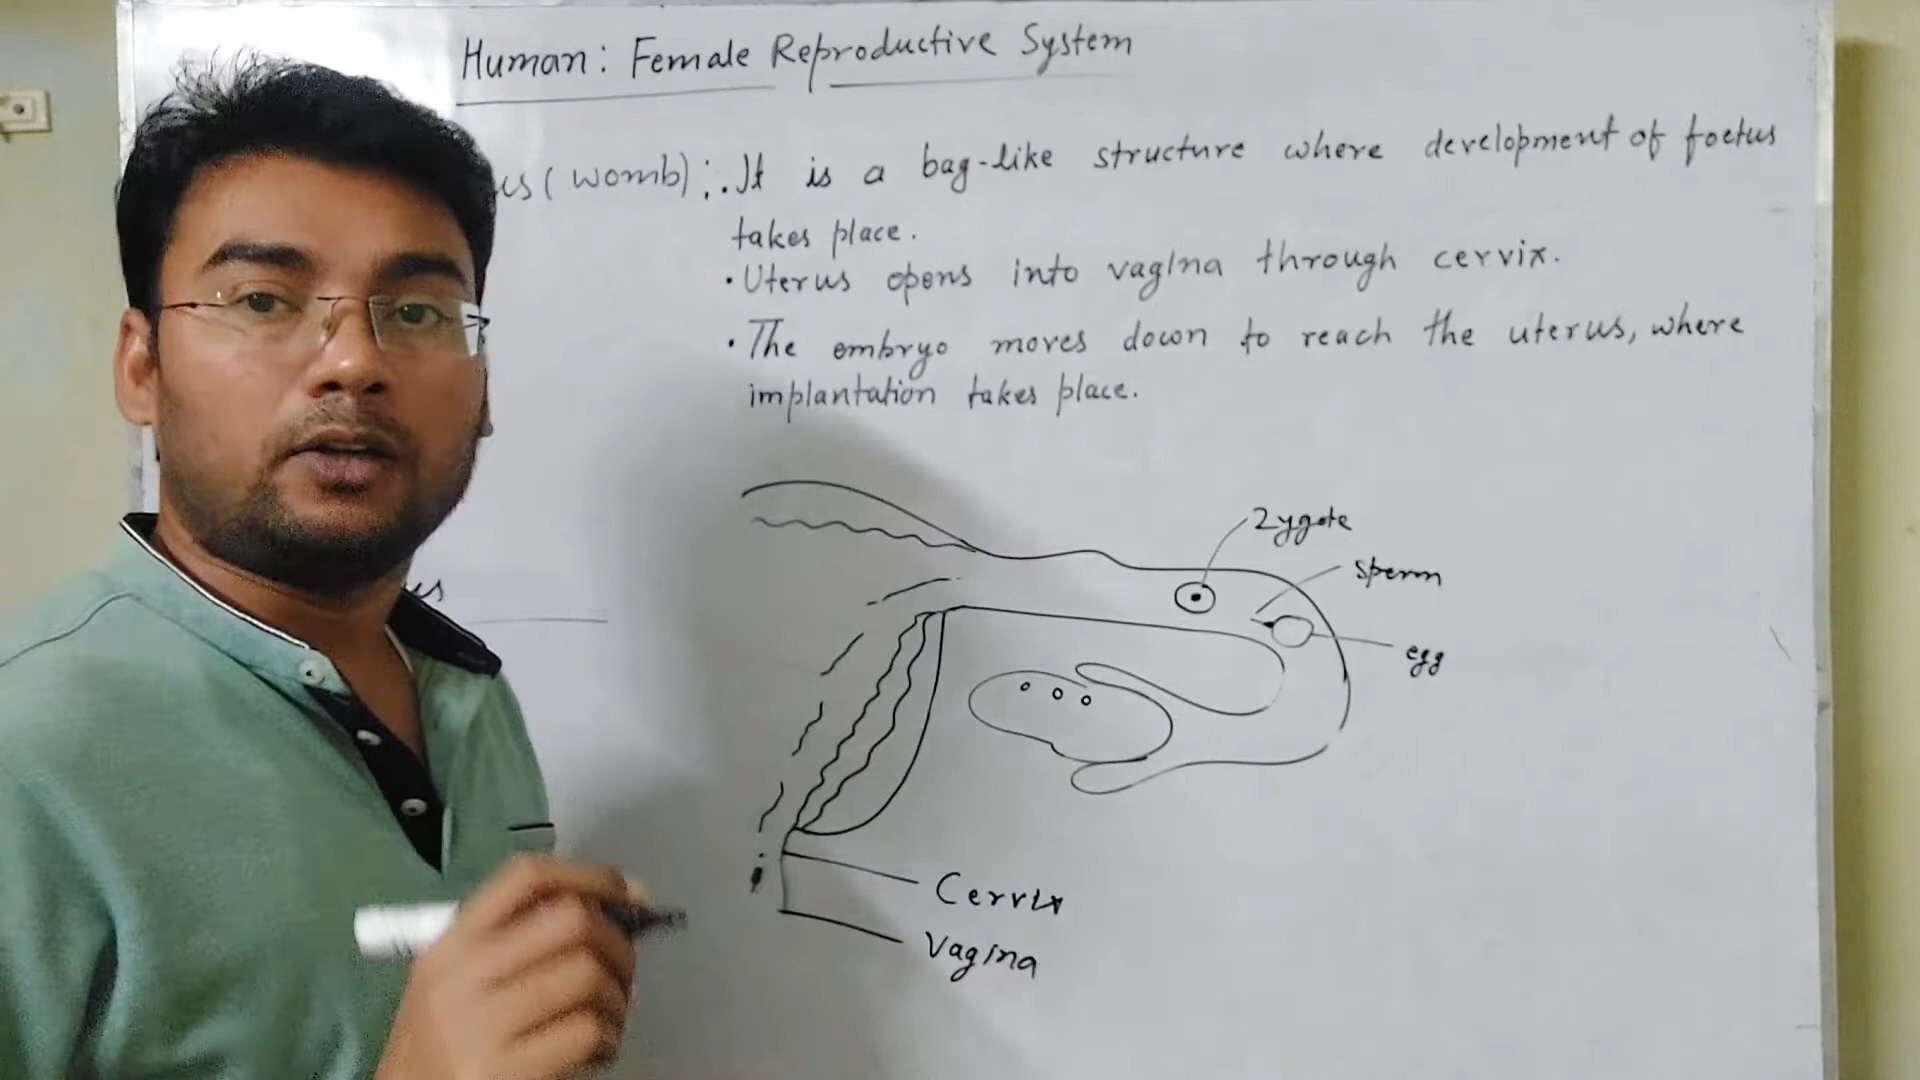 Human: Female Reproductive System
us (womb): • It is a bag-like structure where development of foetus
takes place.
• Uterus opens into vagina through cervix.
• The embryo moves down to reach the uterus, where
implantation takes place.
Zygote
sperm
egg
us
Cervix
Vagina